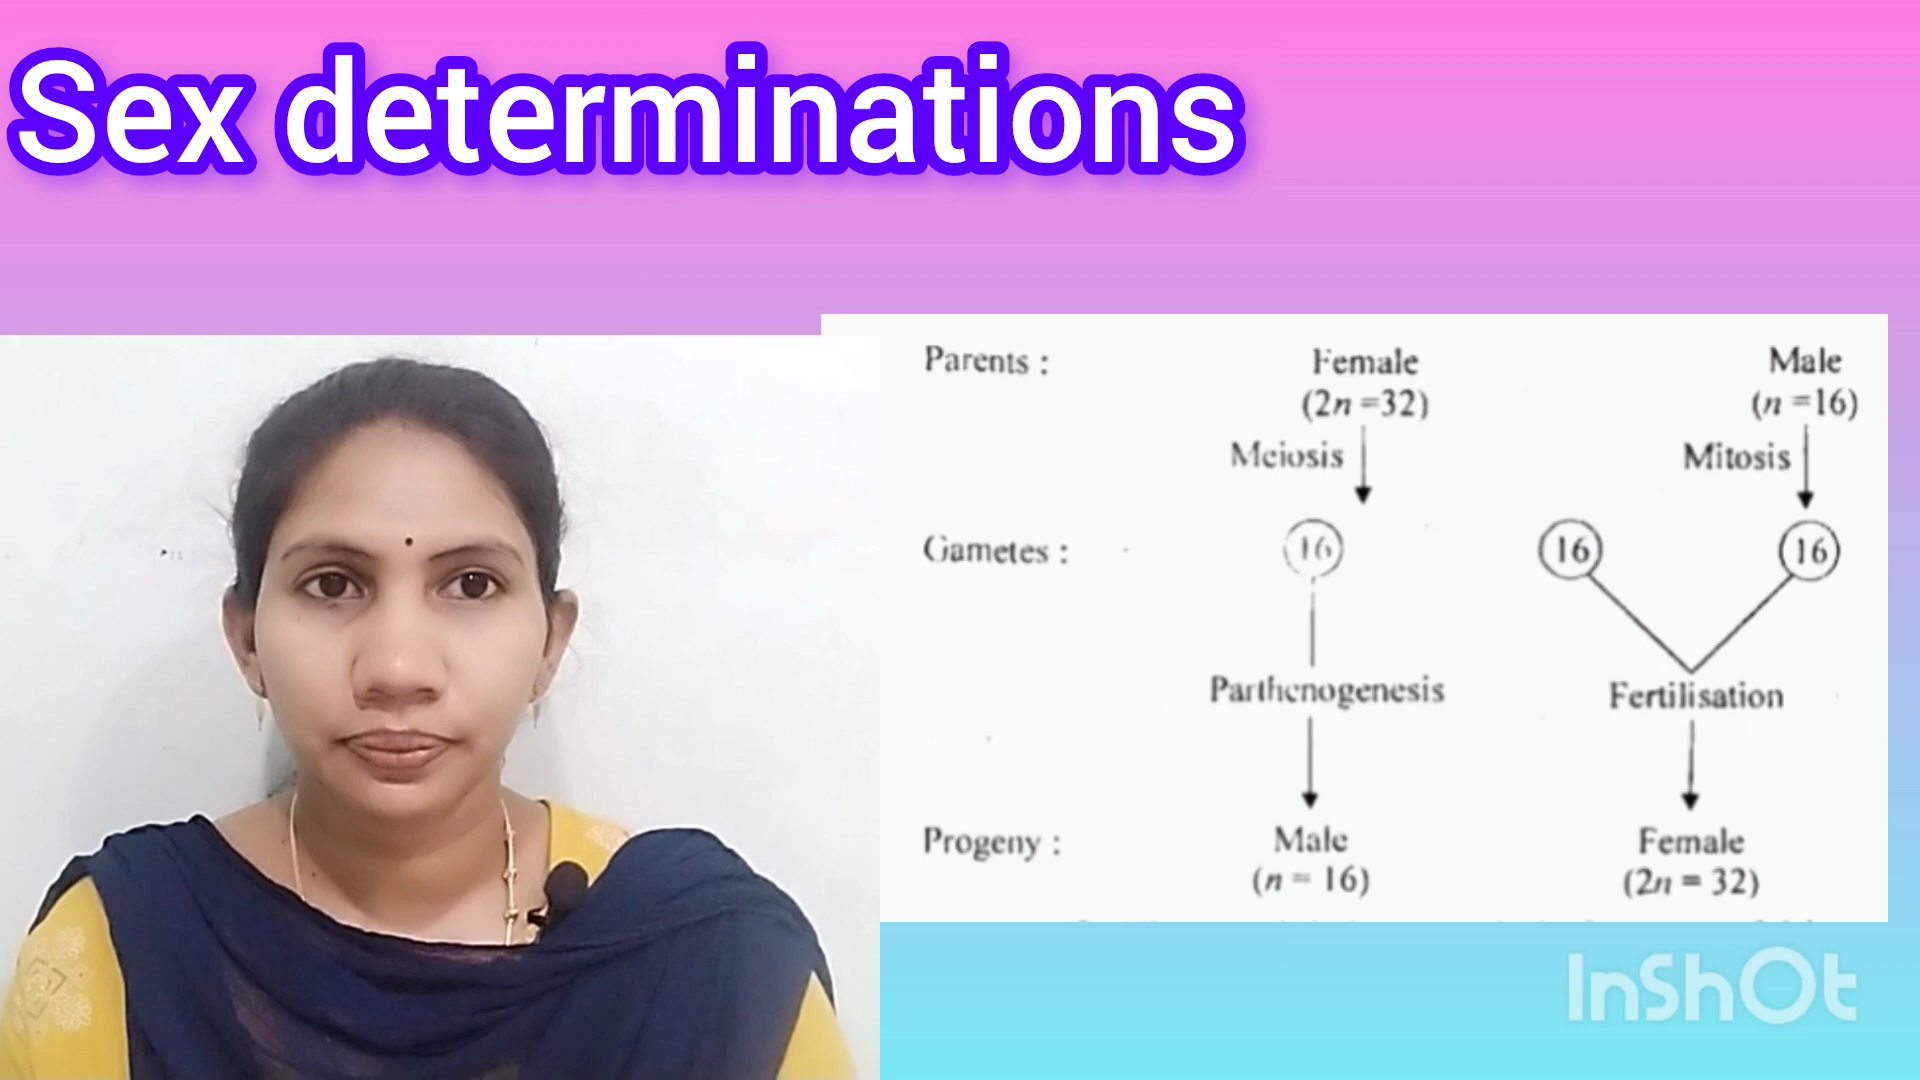 Sex determinations
Parents : Female Male
(2n =32) (n =16)
Meiosis Mitosis
Gametes : 16 16 16
Parthenogenesis Fertilisation
Progeny : Male Female
(n = 16) (2n = 32)
InShOt